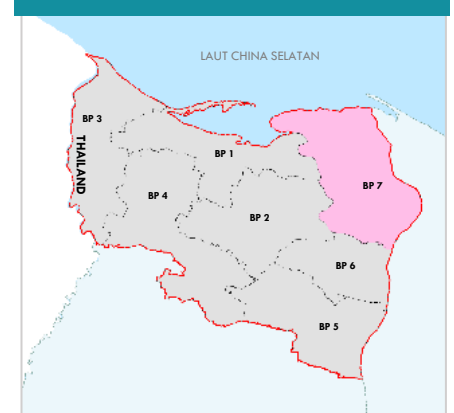 LAUT CHINA SELATAN
BP 3
THAILAND
BP 1
BP 7
BP 4
BP 2
BP 6
BP 5